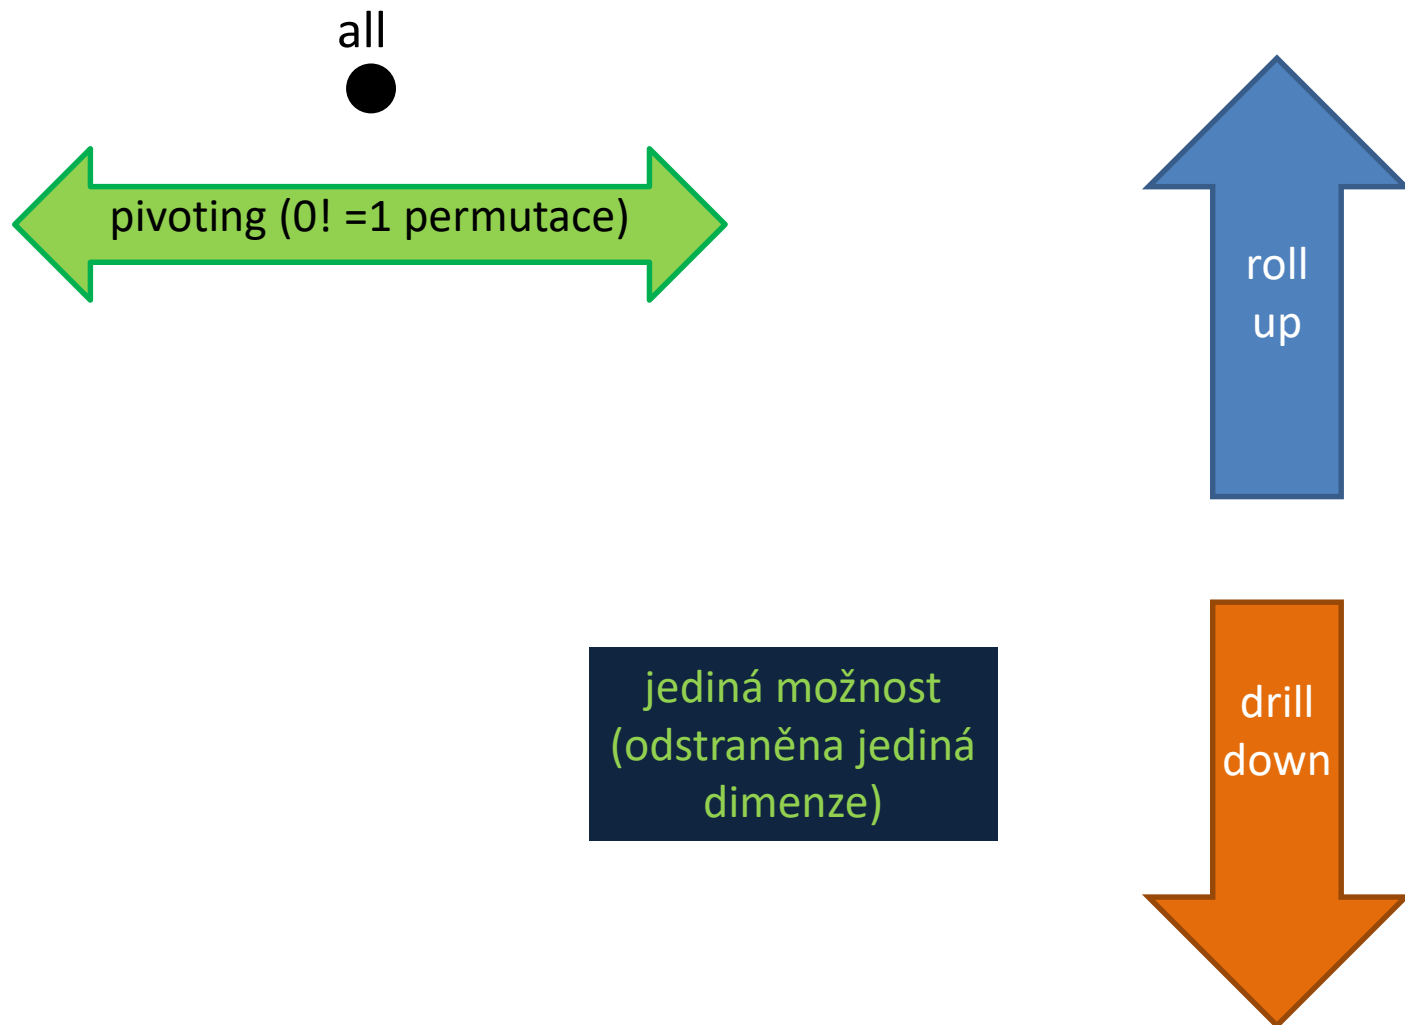 all
pivoting (0! =1 permutace)
roll
up
jediná možnost
(odstraněna jediná
dimenze)
drill
down